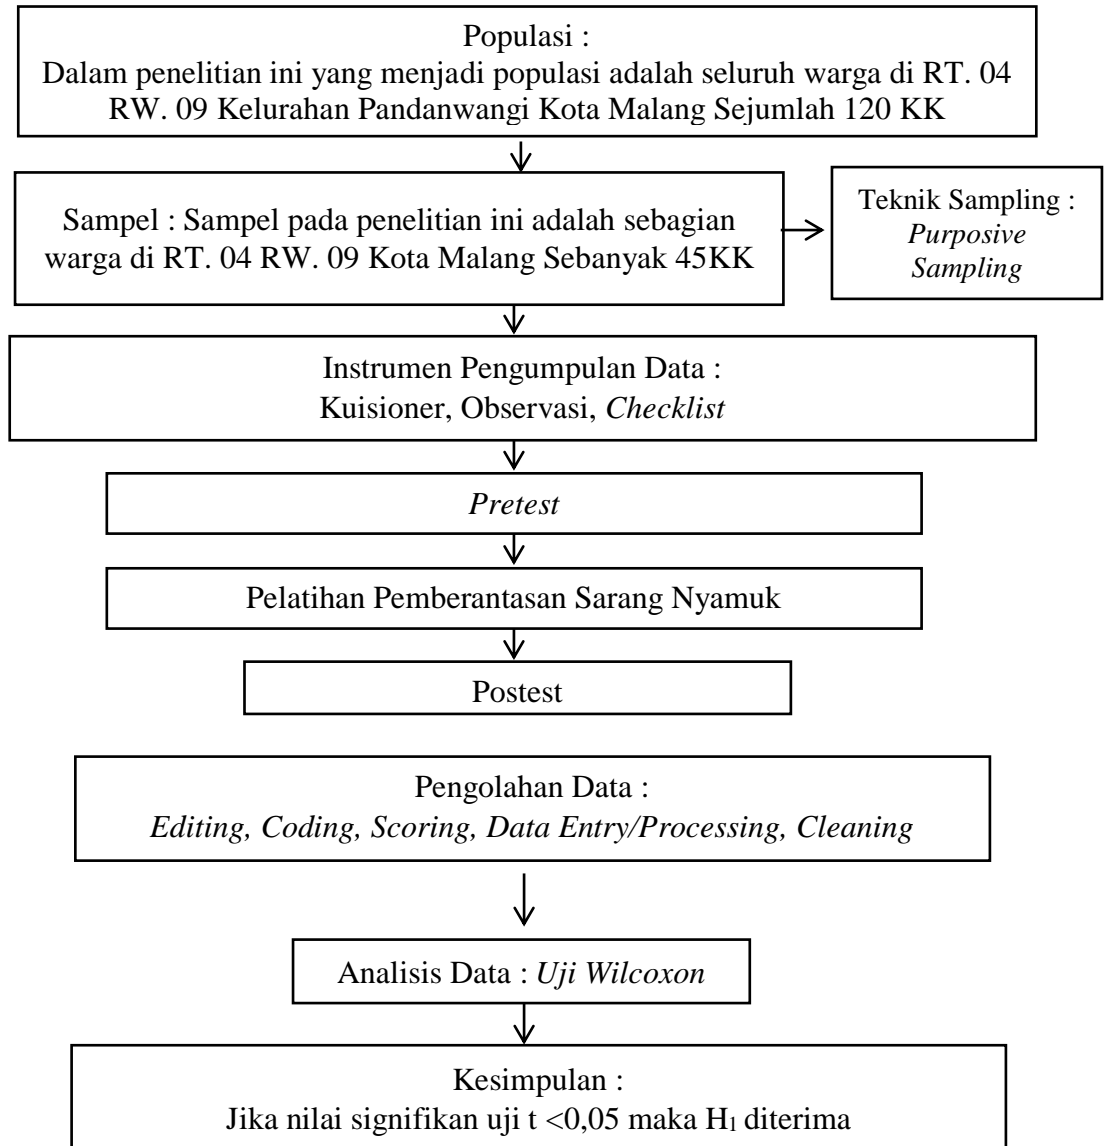 Populasi :
Dalam penelitian ini yang menjadi populasi adalah seluruh warga di RT. 04
RW. 09 Kelurahan Pandanwangi Kota Malang Sejumlah 120 KK
Sampel : Sampel pada penelitian ini adalah sebagian
warga di RT. 04 RW. 09 Kota Malang Sebanyak 45KK
Teknik Sampling :
Purposive
Sampling
Instrumen Pengumpulan Data :
Kuisioner, Observasi, Checklist
Pretest
Pelatihan Pemberantasan Sarang Nyamuk
Postest
Pengolahan Data :
Editing, Coding, Scoring, Data Entry/Processing, Cleaning
Analisis Data : Uji Wilcoxon
Kesimpulan :
Jika nilai signifikan uji t <0,05 maka H₁ diterima